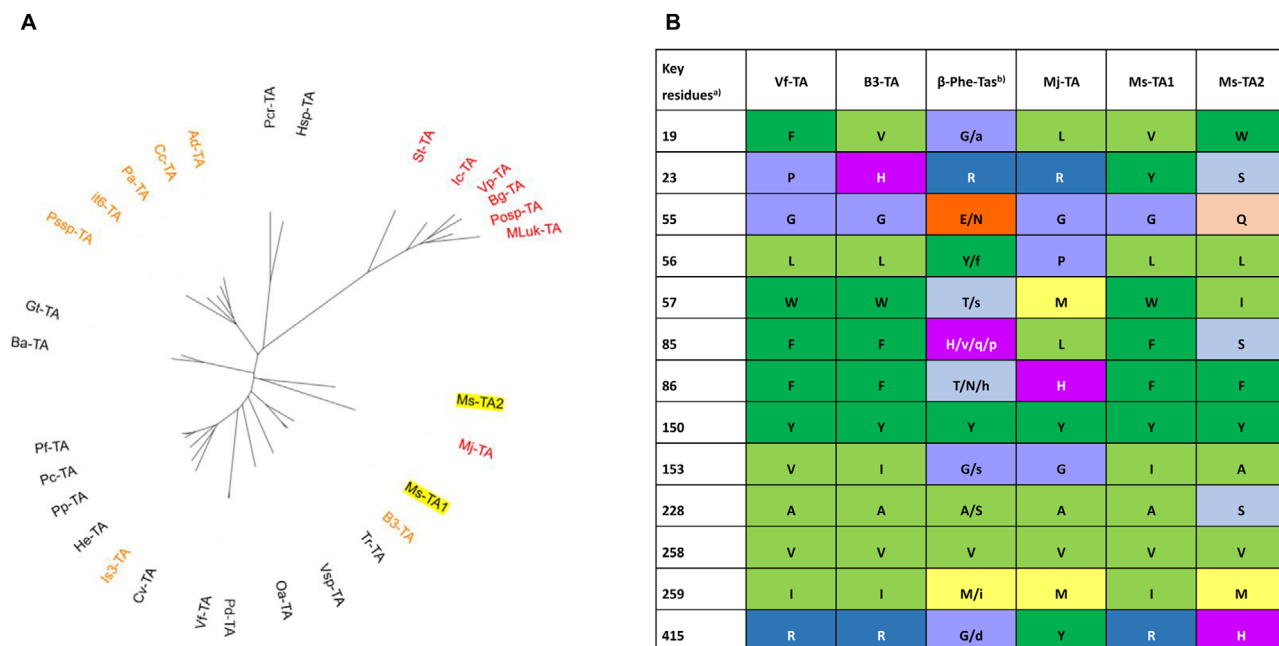 A
Pcr-TA
Hsp-TA
St-TA
Ic-TA
Vp-TA
Bg-TA
Posp-TA
MLuk-TA
Ad-TA
Cc-TA
Pa-TA
it6-TA
Pssp-TA
Gt-TA
Ba-TA
Ms-TA2
Mj-TA
Ms-TA1
B3-TA
Tr-TA
Vsp-TA
Oa-TA
Pd-TA
Vf-TA
Cv-TA
Is3-TA
He-TA
Pp-TA
Pc-TA
Pf-TA
B
Key residuesa) Vf-TA B3-TA β-Phe-Tasb) Mj-TA Ms-TA1 Ms-TA2
19 F V G/a L V W
23 P H R R Y S
55 G G E/N G G Q
56 L L Y/f P L L
57 W W T/s M W I
85 F F H/v/q/p L F S
86 F F T/N/h H F F
150 Y Y Y Y Y Y
153 V I G/s G I A
228 A A A/S A A S
258 V V V V V V
259 I I M/i M I M
415 R R G/d Y R H